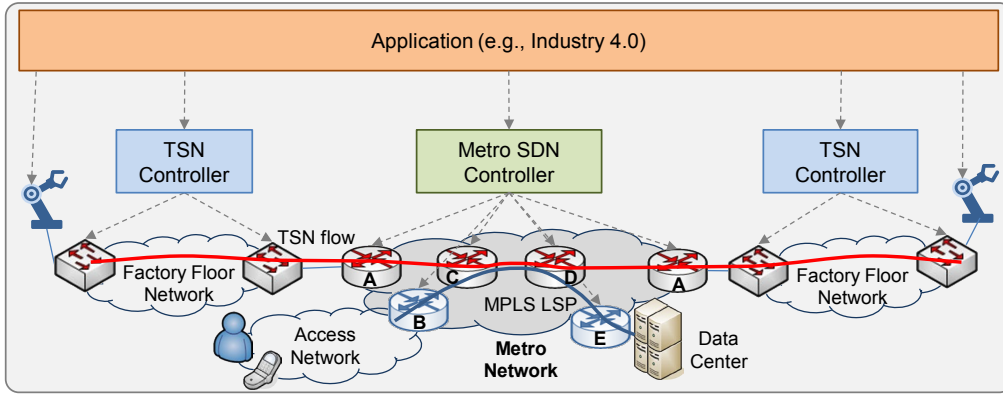 Application (e.g., Industry 4.0)
TSN
Controller
Metro SDN
Controller
TSN
Controller
TSN flow
Factory Floor
Network
A
C
D
A
Factory Floor
Network
B
MPLS LSP
E
Access
Network
Metro
Network
Data
Center